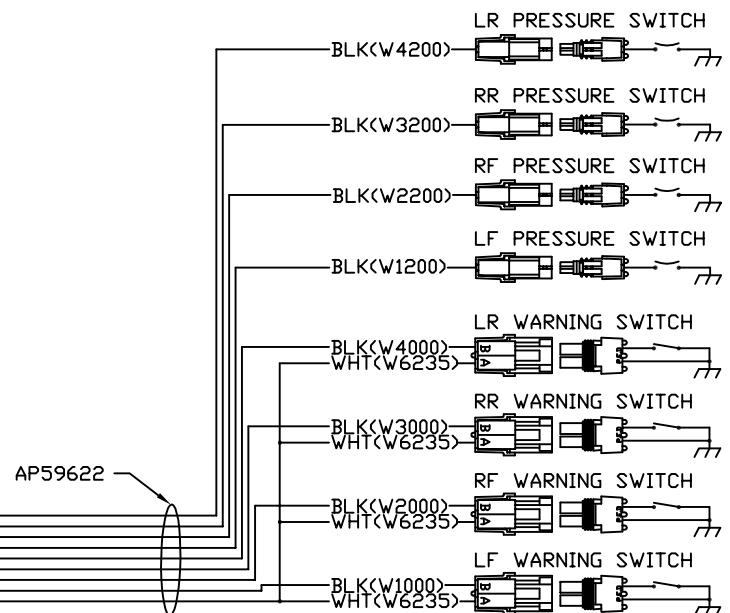 LR PRESSURE SWITCH
BLK(W4200)
RR PRESSURE SWITCH
BLK(W3200)
RF PRESSURE SWITCH
BLK(W2200)
LF PRESSURE SWITCH
BLK(W1200)
LR WARNING SWITCH
BLK(W4000) B
WHT(W6235) A
RR WARNING SWITCH
BLK(W3000) B
WHT(W6235) A
AP59622
RF WARNING SWITCH
BLK(W2000) B
WHT(W6235) A
LF WARNING SWITCH
BLK(W1000) B
WHT(W6235) A